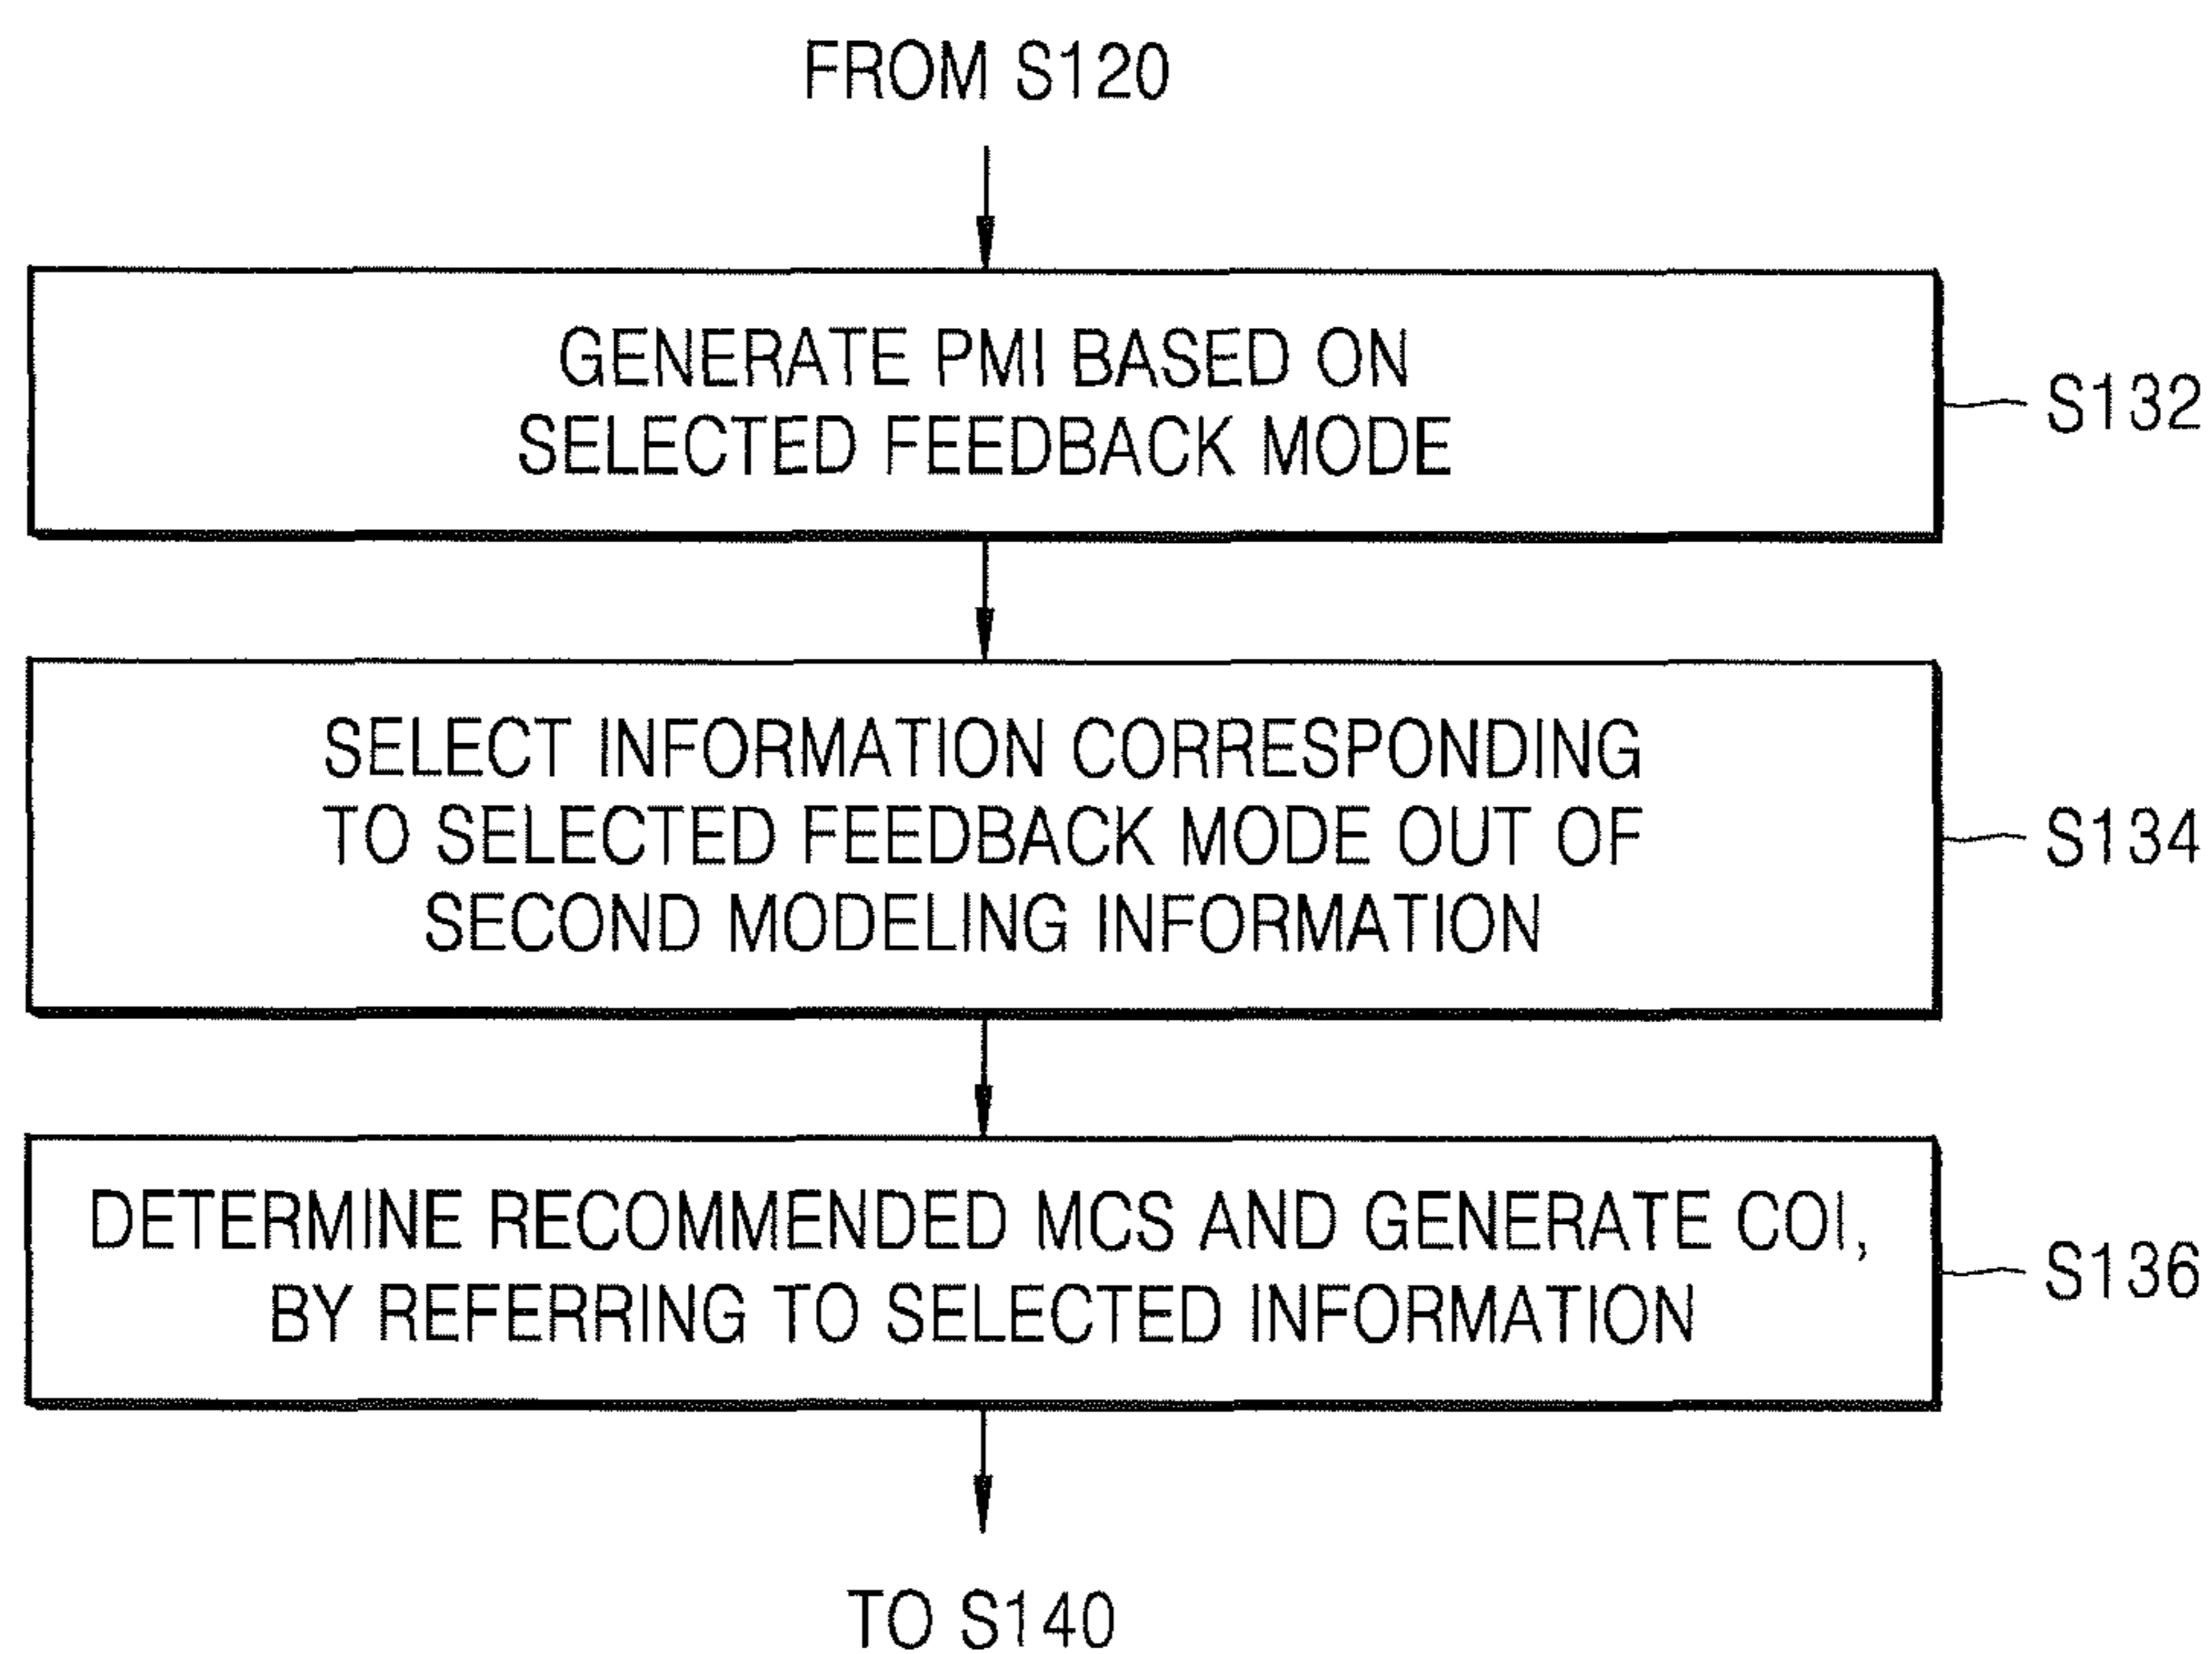 FROM S120
GENERATE PMI BASED ON
SELECTED FEEDBACK MODE
S132
SELECT INFORMATION CORRESPONDING
TO SELECTED FEEDBACK MODE OUT OF
SECOND MODELING INFORMATION
S134
DETERMINE RECOMMENDED MCS AND GENERATE COI,
BY REFERRING TO SELECTED INFORMATION
S136
TO S140